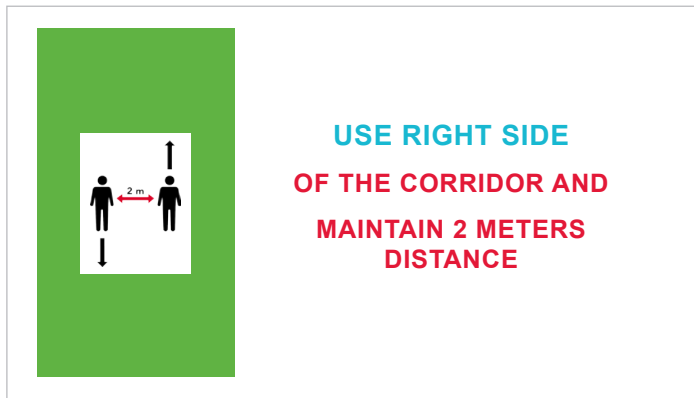 2 m
USE RIGHT SIDE
OF THE CORRIDOR AND
MAINTAIN 2 METERS
DISTANCE